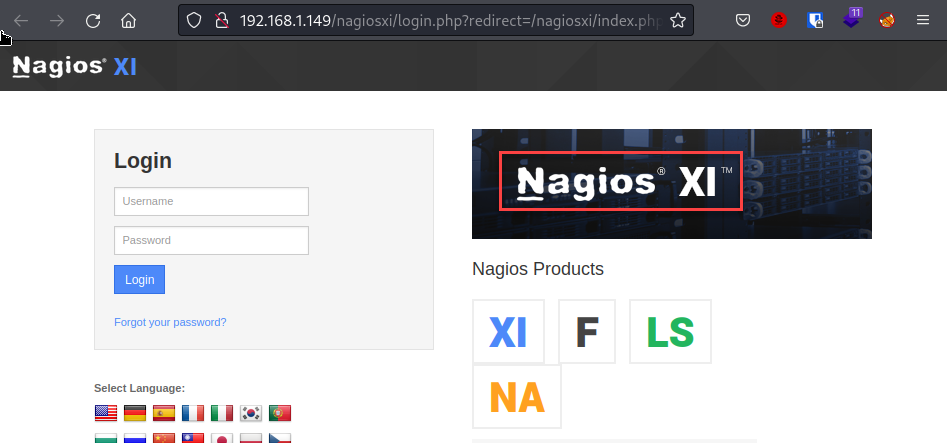 192.168.1.149/nagiosxi/login.php?redirect=/nagiosxi/index.php
11
Nagios® XI
Login
Username
Password
Login
Forgot your password?
Select Language:
Nagios® XI™
Nagios Products
XI
F
LS
NA